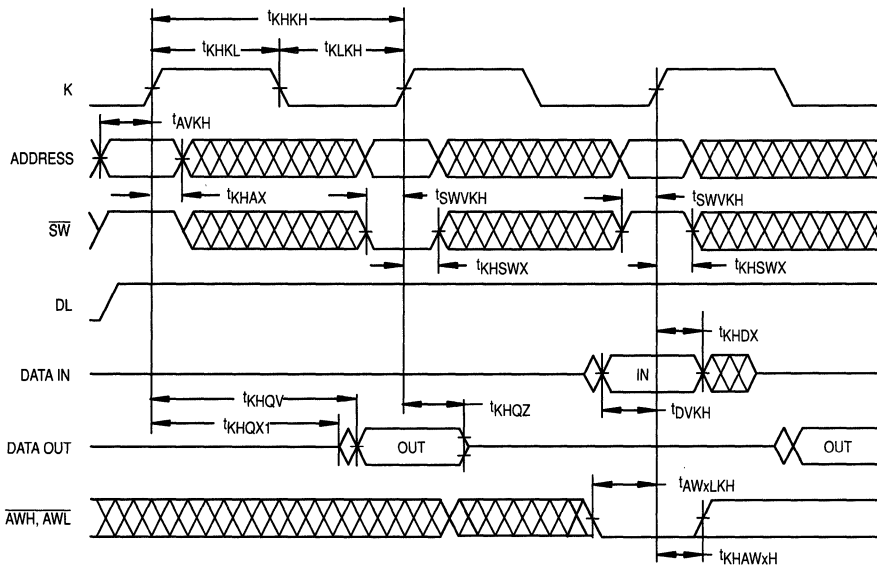 tKHKH
tKHKL tKLKH
K
tAVKH
ADDRESS
tKHAX tSWVKH tSWVKH
SW
tKHSWX tKHSWX
DL
tKHDX
DATA IN IN
tKHQV tKHQZ tDVKH
tKHQX1
DATA OUT OUT OUT
tAWxLKH
AWH, AWL
tKHAWxH